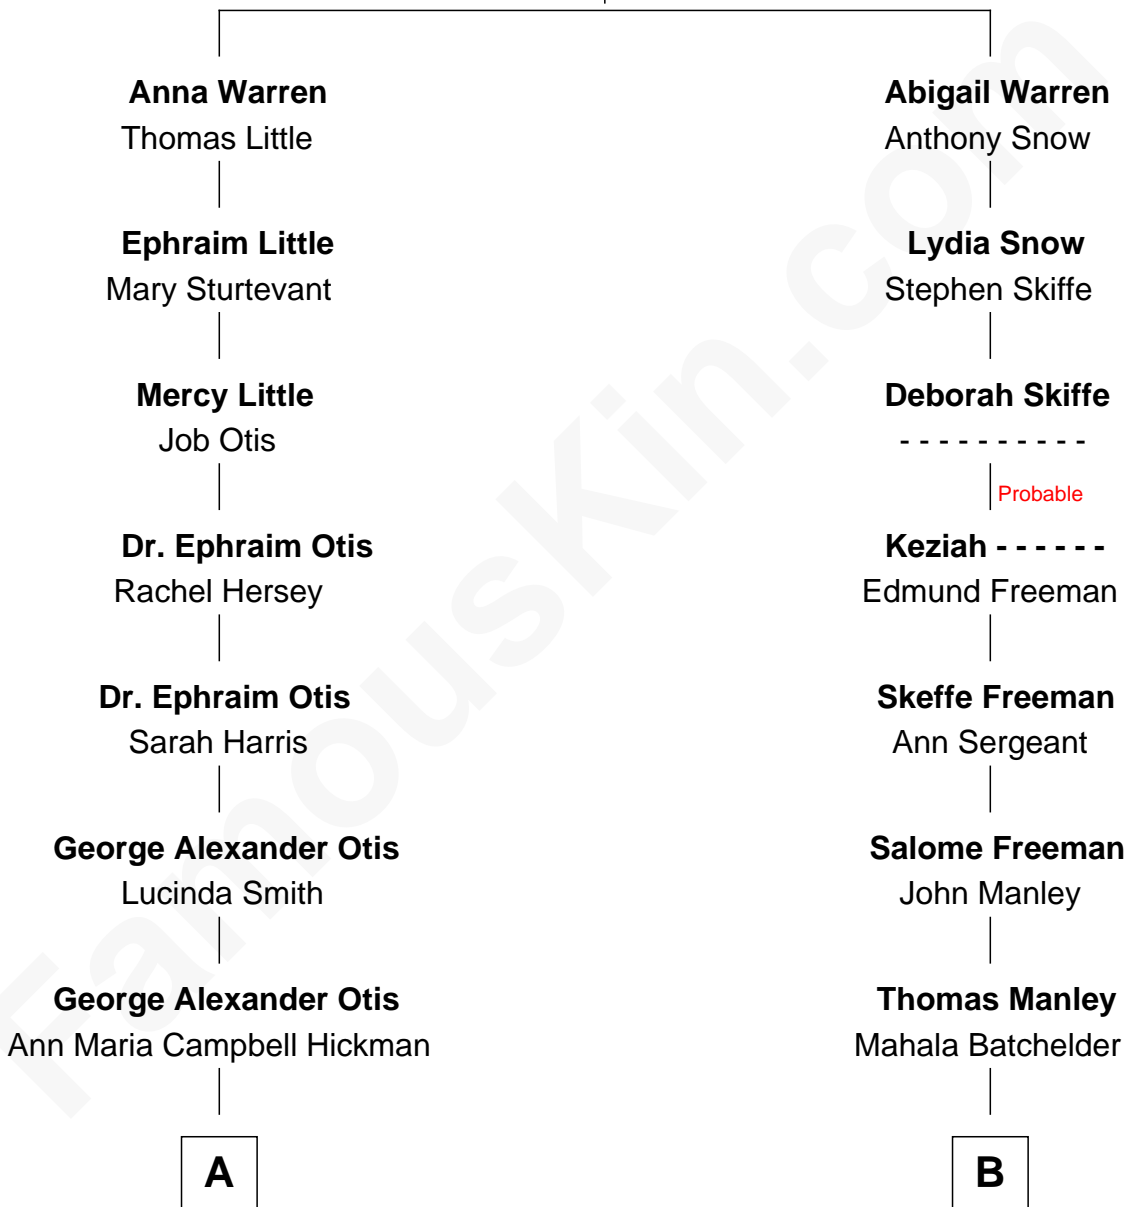 Anna Warren
Thomas Little
Ephraim Little
Mary Sturtevant
Mercy Little
Job Otis
Dr. Ephraim Otis
Rachel Hersey
Dr. Ephraim Otis
Sarah Harris
George Alexander Otis
Lucinda Smith
George Alexander Otis
Ann Maria Campbell Hickman
A
Abigail Warren
Anthony Snow
Lydia Snow
Stephen Skiffe
Deborah Skiffe
- - - - - - - - - -
Probable
Keziah - - - - - -
Edmund Freeman
Skeffe Freeman
Ann Sergeant
Salome Freeman
John Manley
Thomas Manley
Mahala Batchelder
B
FamousKin.com